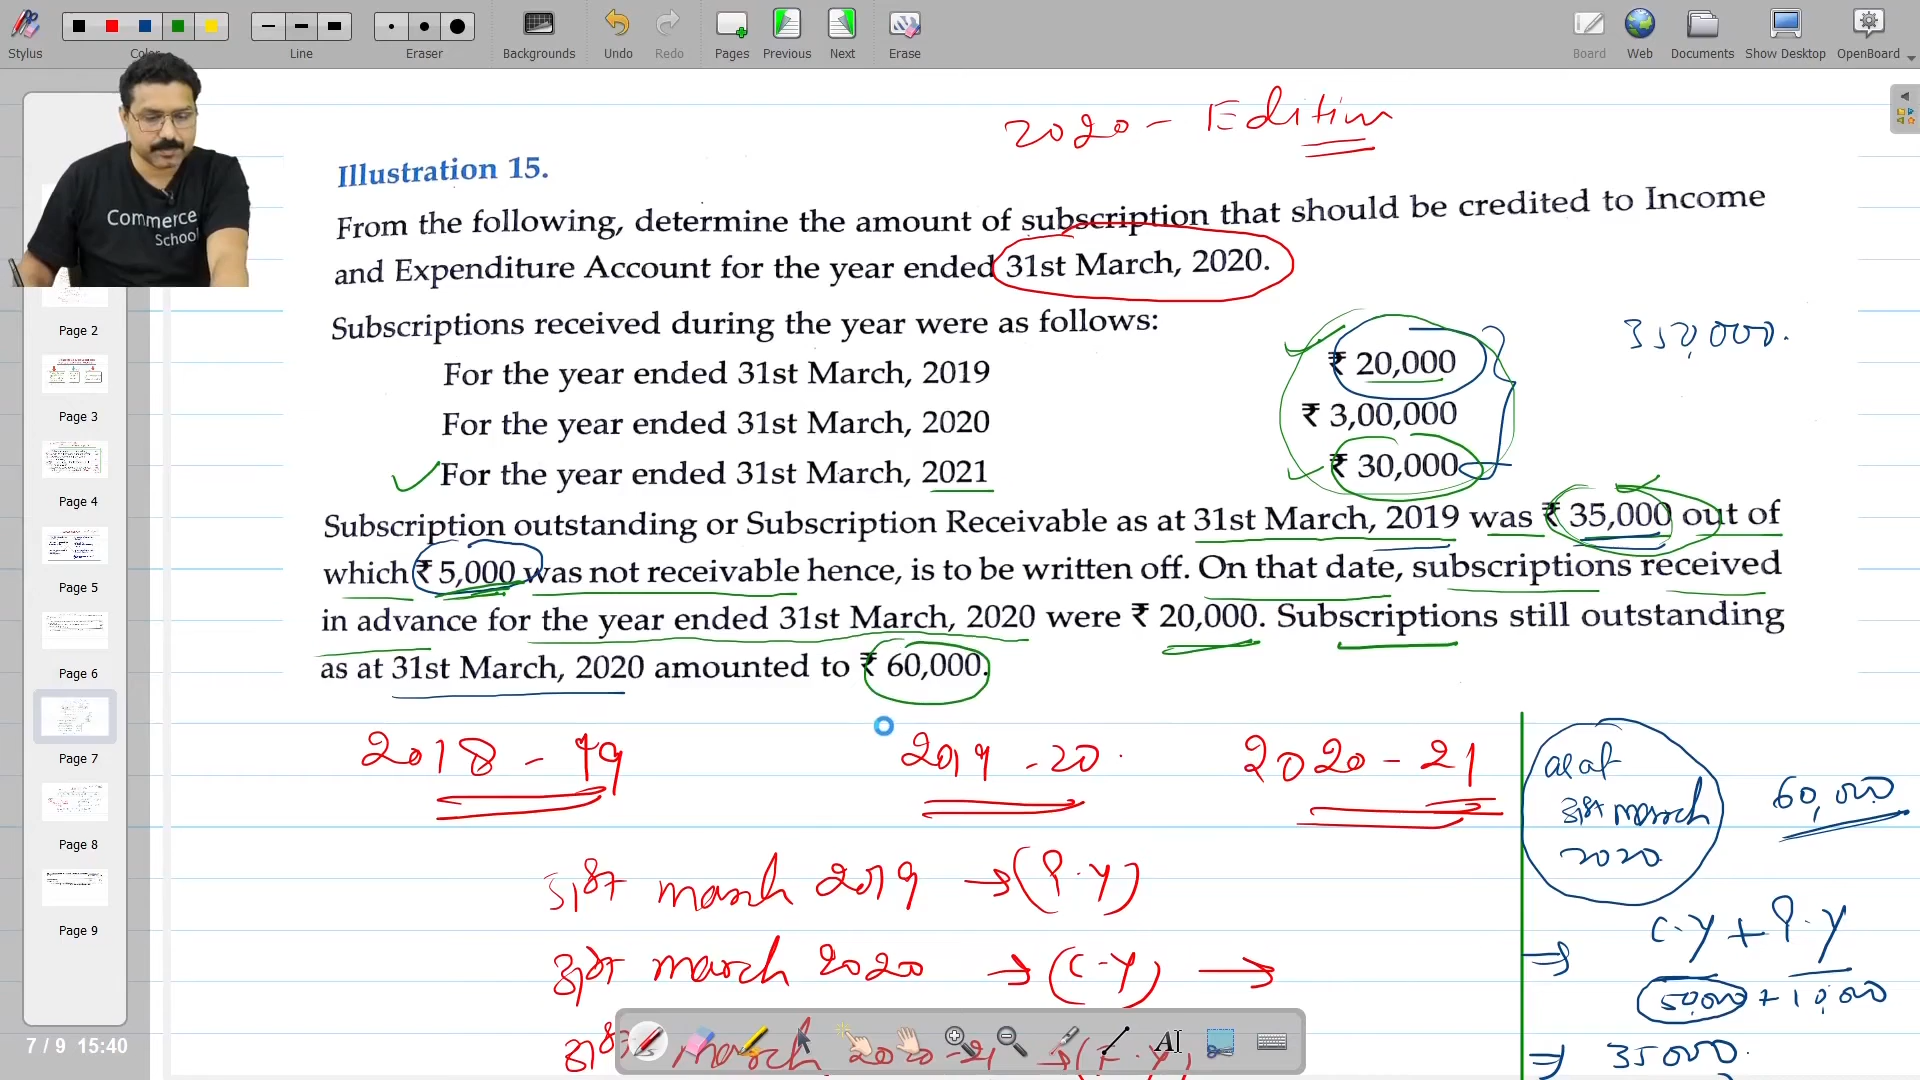 Stylus
Color
Line
Eraser
Backgrounds
Undo
Redo
Pages
Previous
Next
Erase
Board
Web
Documents
Show Desktop
OpenBoard
Commerce
School
2020 - Edition
Illustration 15.
From the following, determine the amount of subscription that should be credited to Income
and Expenditure Account for the year ended 31st March, 2020.
Subscriptions received during the year were as follows:
For the year ended 31st March, 2019 ₹ 20,000
350,000.
For the year ended 31st March, 2020 ₹ 3,00,000
For the year ended 31st March, 2021 ₹ 30,000
Subscription outstanding or Subscription Receivable as at 31st March, 2019 was ₹ 35,000 out of
which ₹ 5,000 was not receivable hence, is to be written off. On that date, subscriptions received
in advance for the year ended 31st March, 2020 were ₹ 20,000. Subscriptions still outstanding
as at 31st March, 2020 amounted to ₹ 60,000.
2018 - 19 2019 - 20 2020 - 21
31st march 2019 → (P.Y)
31st march 2020 → (C-Y) →
31st march 2020-21 → (F.Y)
as at
31st march
2020
60,000
⇒ C.Y + P.Y
50,000 + 10,000
⇒ 35000
Page 2
Page 3
Page 4
Page 5
Page 6
Page 7
Page 8
Page 9
7 / 9 15:40